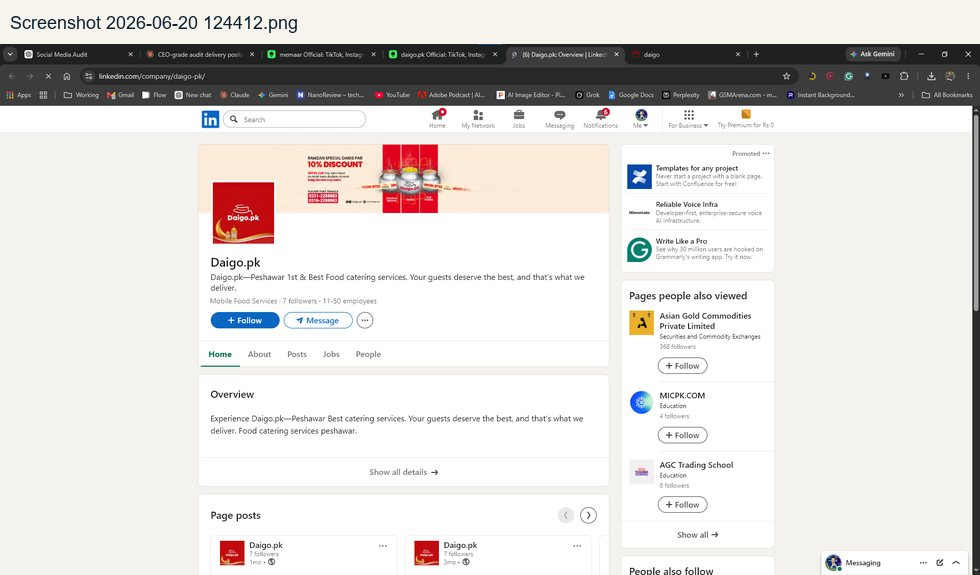 Screenshot 2026-06-20 124412.png
Social Media Audit
CEO-grade audit delivery posi
memaar Official: TikTok, Instag
daigo.pk Official: TikTok, Instag
(6) Daigo.pk: Overview | Linked
daigo
Ask Gemini
linkedin.com/company/daigo-pk/
Apps
Working
Gmail
Flow
New chat
Claude
Gemini
NanoReview – tech...
YouTube
Adobe Podcast | AI...
AI Image Editor - Pi...
Grok
Google Docs
Perplexity
GSMArena.com - m...
Instant Background...
All Bookmarks
in
Search
Home
My Network
Jobs
Messaging
Notifications
Me
For Business
Try Premium for Rs 0
RAMZAN SPECIAL DAIGS PAR
10% DISCOUNT
Daigo.pk
Daigo.pk
Daigo.pk—Peshawar 1st & Best Food catering services. Your guests deserve the best, and that's what we
deliver.
Mobile Food Services · 7 followers · 11-50 employees
+ Follow
Message
Home
About
Posts
Jobs
People
Overview
Experience Daigo.pk—Peshawar Best catering services. Your guests deserve the best, and that's what we
deliver. Food catering services peshawar.
Show all details →
Page posts
Daigo.pk
7 followers
1mo •
Daigo.pk
7 followers
3mo •
Promoted
Templates for any project
Never start a project with a blank page.
Start with Confluence for free!
Reliable Voice Infra
Developer-first, enterprise-secure voice
AI infrastructure.
Write Like a Pro
See why 30 million users are hooked on
Grammarly's writing app. Try it now.
Pages people also viewed
Asian Gold Commodities
Private Limited
Securities and Commodity Exchanges
368 followers
+ Follow
MICPK.COM
Education
4 followers
+ Follow
AGC Trading School
Education
6 followers
+ Follow
Show all →
People also follow
Messaging